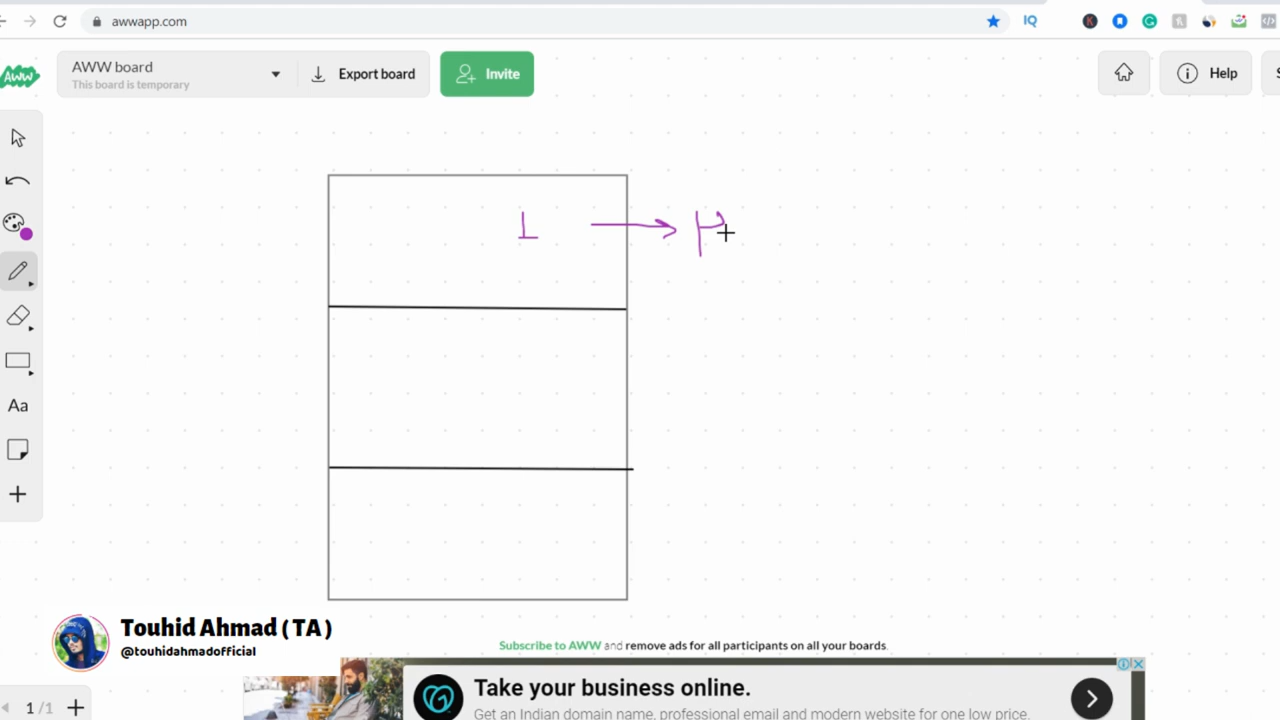 awwapp.com
IQ
AWW
AWW board
This board is temporary
Export board
Invite
Help
1
Aa
Touhid Ahmad ( TA )
@touhidahmadofficial
Subscribe to AWW and remove ads for all participants on all your boards.
Take your business online.
Get an Indian domain name, professional email and modern website for one low price.
1 / 1